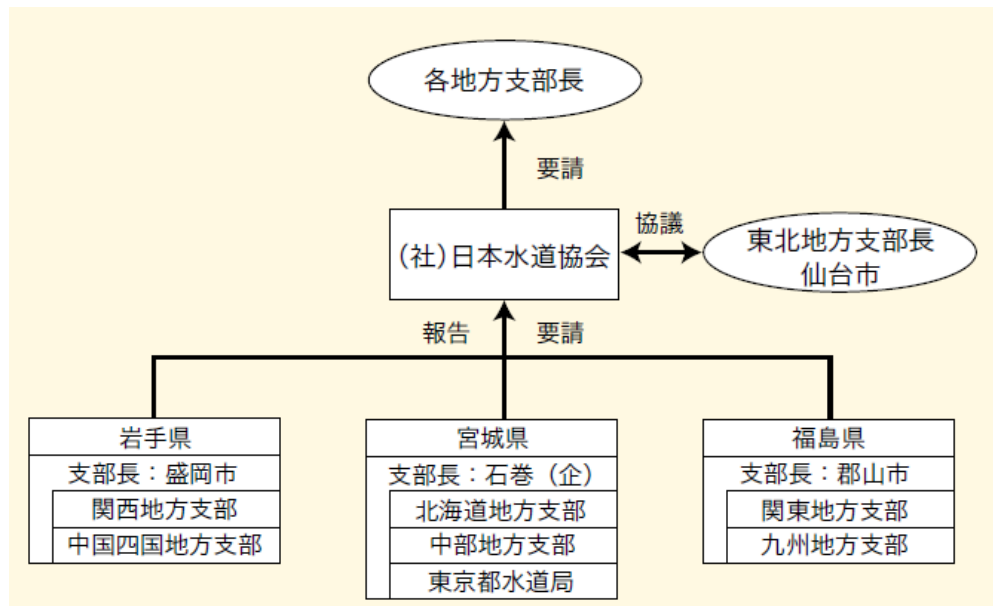 各地方支部長
要請
(社)日本水道協会
協議
東北地方支部長
仙台市
報告
要請
岩手県
支部長：盛岡市
関西地方支部
中国四国地方支部
宮城県
支部長：石巻（企）
北海道地方支部
中部地方支部
東京都水道局
福島県
支部長：郡山市
関東地方支部
九州地方支部